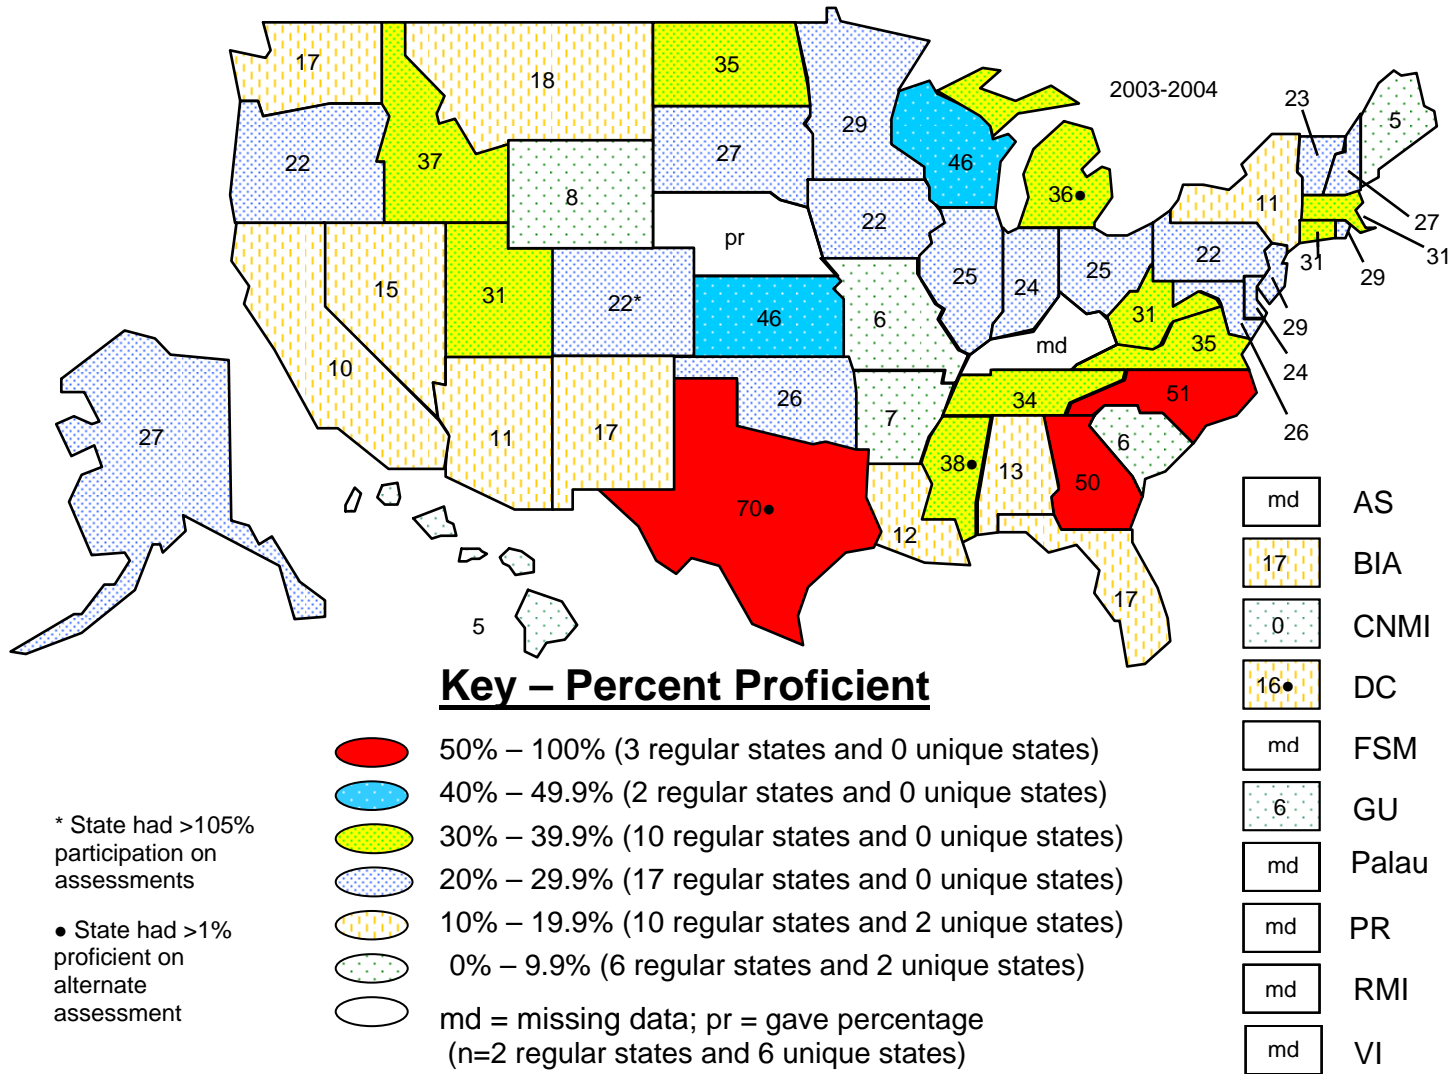 2003-2004
17
18
35
29
22
37
8
27
46
36●
23
5
11
27
31
31
29
29
24
26
22
pr
22
25
24
25
15
31
22*
46
6
md
31
35
10
27
11
17
26
7
34
51
6
38●
13
50
70●
12
17
5
md AS
17 BIA
0 CNMI
16● DC
md FSM
6 GU
md Palau
md PR
md RMI
md VI
Key – Percent Proficient
50% – 100% (3 regular states and 0 unique states)
40% – 49.9% (2 regular states and 0 unique states)
30% – 39.9% (10 regular states and 0 unique states)
20% – 29.9% (17 regular states and 0 unique states)
10% – 19.9% (10 regular states and 2 unique states)
0% – 9.9% (6 regular states and 2 unique states)
md = missing data; pr = gave percentage
(n=2 regular states and 6 unique states)
* State had >105%
participation on
assessments
● State had >1%
proficient on
alternate
assessment